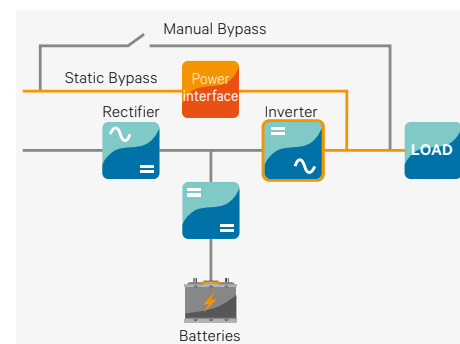 Manual Bypass
Static Bypass
Power
interface
Rectifier
Inverter
LOAD
Batteries